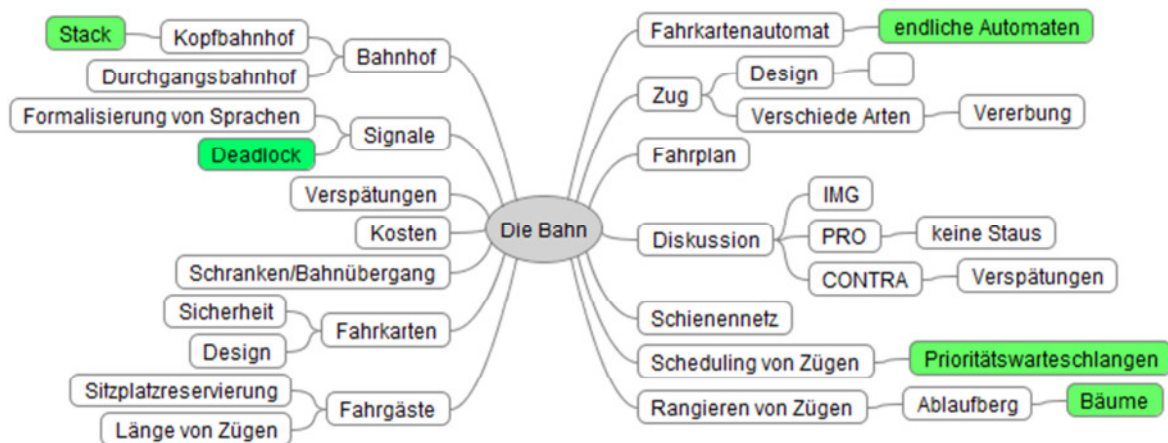 Stack
Kopfbahnhof
Bahnhof
Durchgangsbahnhof
Formalisierung von Sprachen
Signale
Deadlock
Verspätungen
Kosten
Schranken/Bahnübergang
Sicherheit
Fahrkarten
Design
Sitzplatzreservierung
Fahrgäste
Länge von Zügen
Die Bahn
Fahrkartenautomat
endliche Automaten
Zug
Design
Verschiede Arten
Vererbung
Fahrplan
Diskussion
IMG
PRO
keine Staus
CONTRA
Verspätungen
Schienennetz
Scheduling von Zügen
Prioritätswarteschlangen
Rangieren von Zügen
Ablaufberg
Bäume